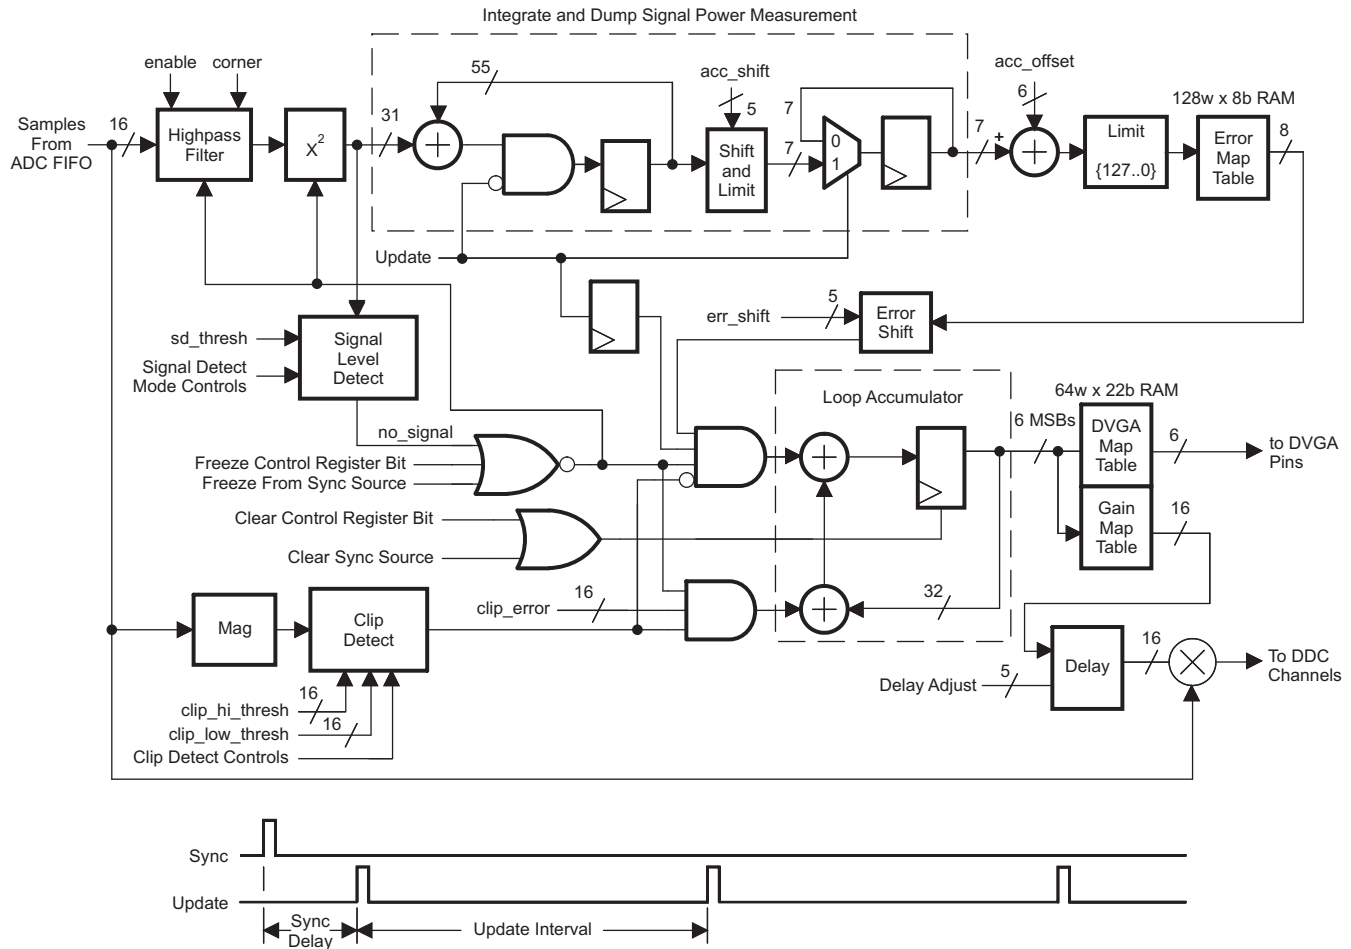 Integrate and Dump Signal Power Measurement
enable
corner
55
acc_shift
acc_offset
Samples
From
ADC FIFO
16
Highpass
Filter
X2
31
5
Shift
and
Limit
7
7
0
1
7
6
+
Limit
{127..0}
128w x 8b RAM
Error
Map
Table
8
Update
sd_thresh
Signal Detect
Mode Controls
Signal
Level
Detect
err_shift
5
Error
Shift
no_signal
Freeze Control Register Bit
Freeze From Sync Source
Clear Control Register Bit
Clear Sync Source
Loop Accumulator
6 MSBs
64w x 22b RAM
DVGA
Map
Table
6
to DVGA
Pins
Gain
Map
Table
16
clip_error
16
32
Mag
Clip
Detect
16
clip_hi_thresh
16
clip_low_thresh
Clip Detect Controls
Delay Adjust
5
Delay
16
To DDC
Channels
Sync
Update
Sync
Delay
Update Interval